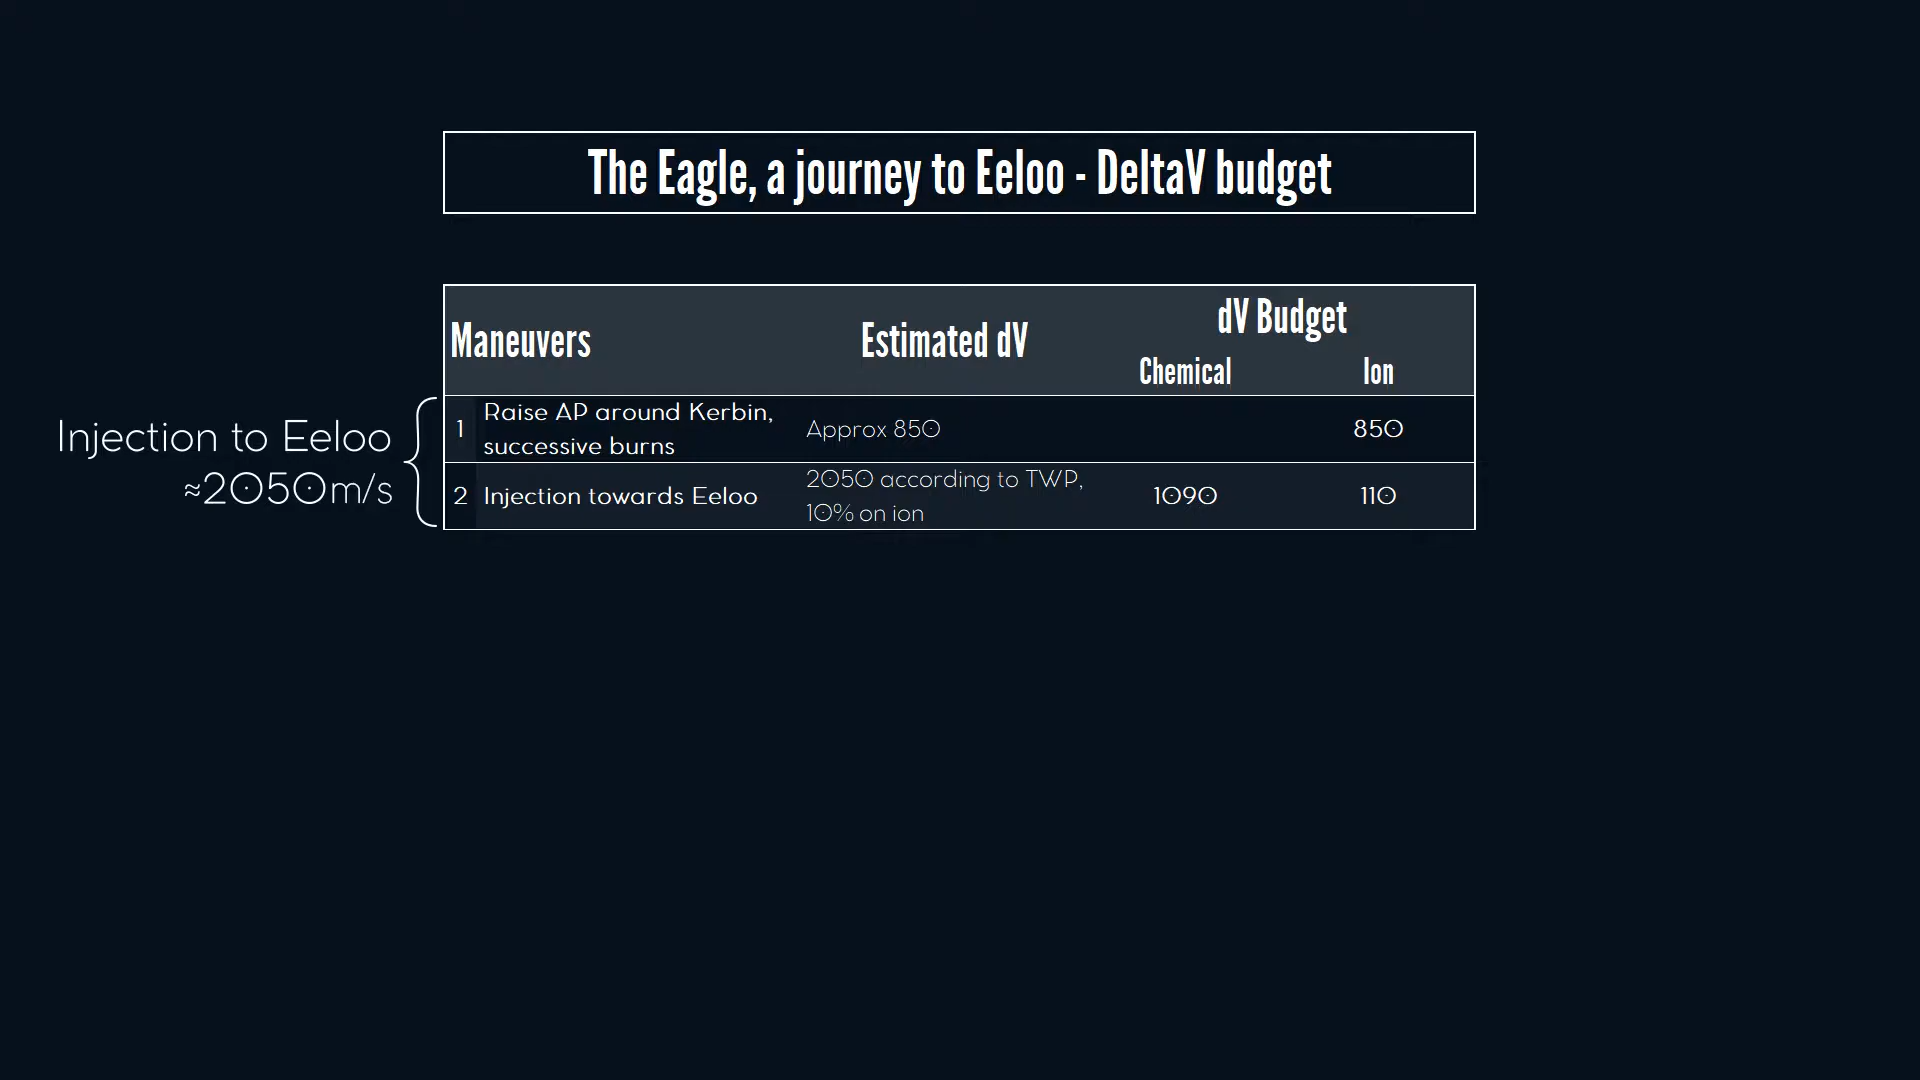 The Eagle, a journey to Eeloo - DeltaV budget
Maneuvers
Estimated dV
dV Budget
Chemical
Ion
Injection to Eeloo
≈2050m/s
1
Raise AP around Kerbin,
successive burns
Approx 850
850
2
Injection towards Eeloo
2050 according to TWP,
10% on ion
1090
110